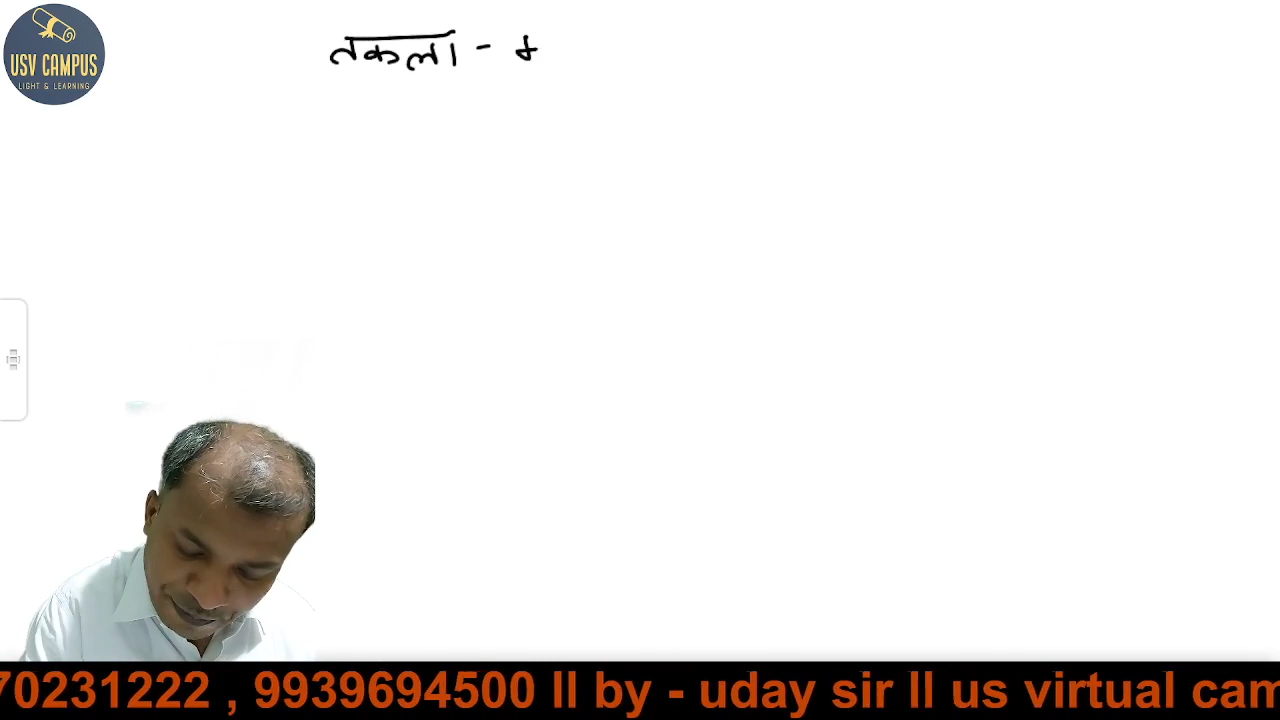 USV CAMPUS
LIGHT & LEARNING
तकला -
70231222 , 9939694500 ll by - uday sir ll us virtual cam